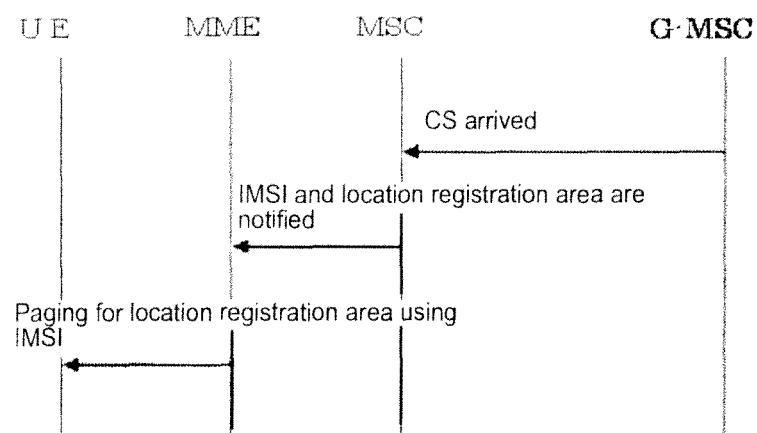 U E MME MSC G-MSC
CS arrived
IMSI and location registration area are
notified
Paging for location registration area using
IMSI